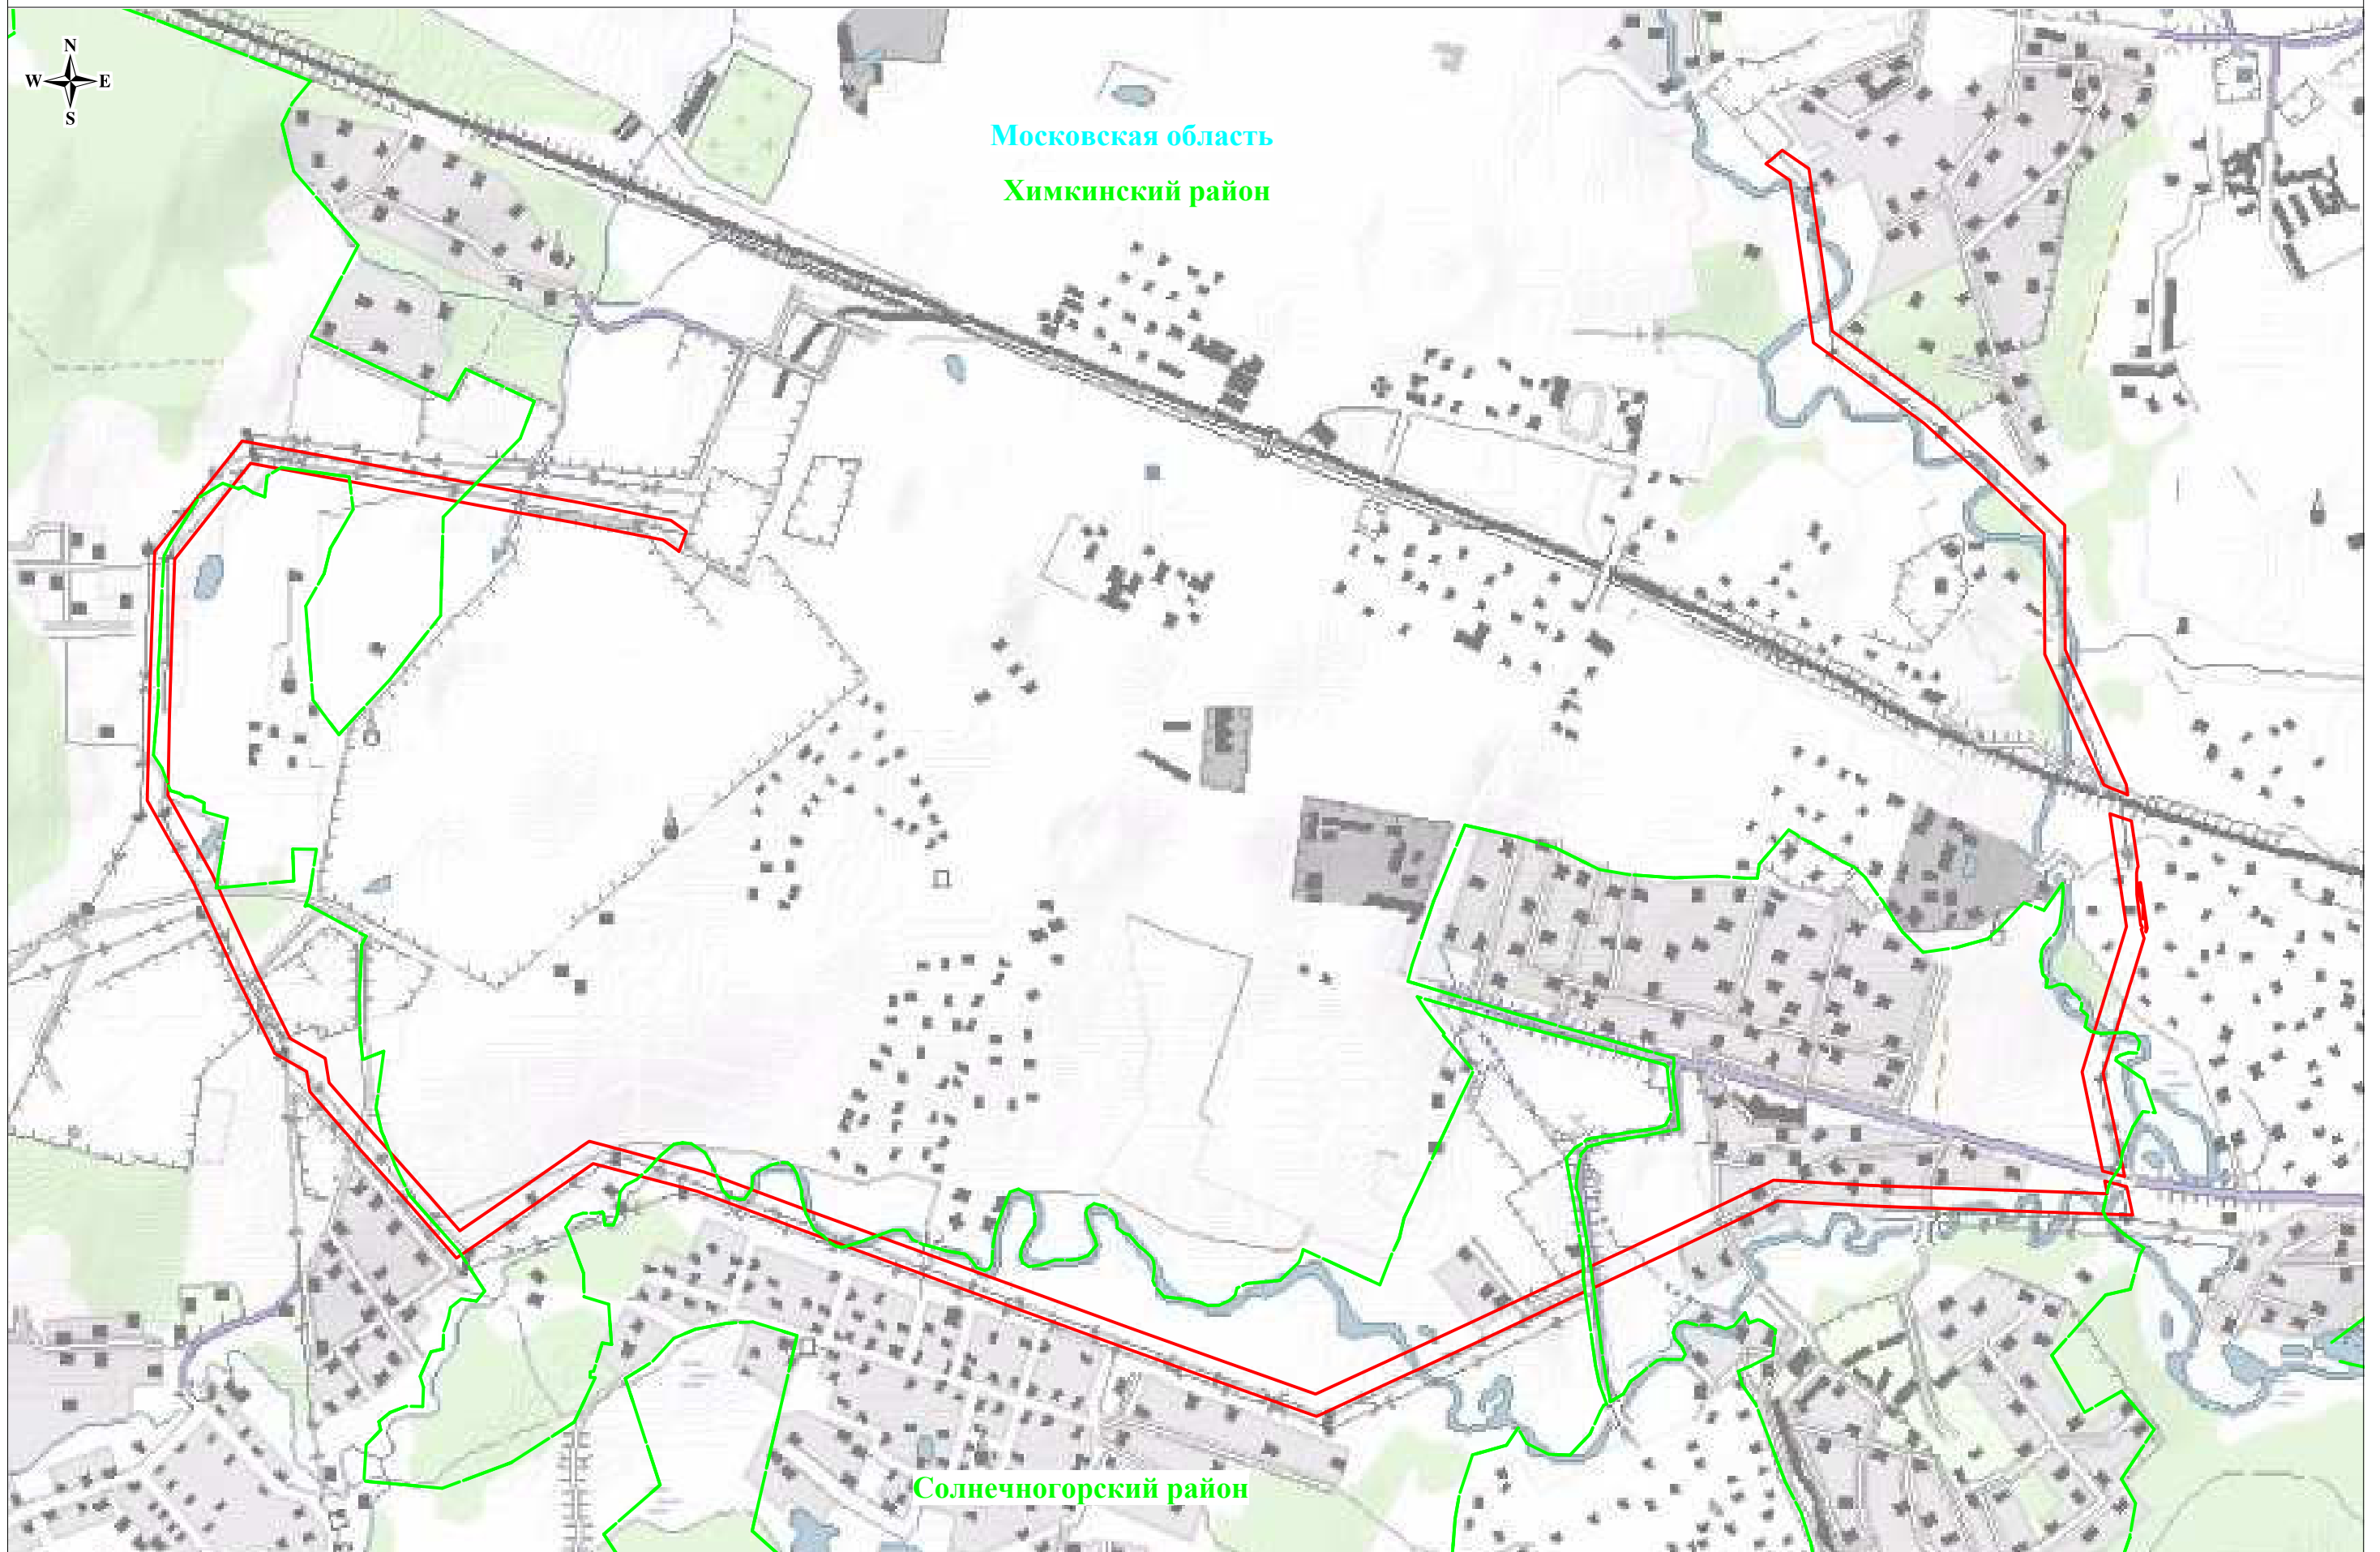 N
W E
S
Московская область
Химкинский район
Солнечногорский район